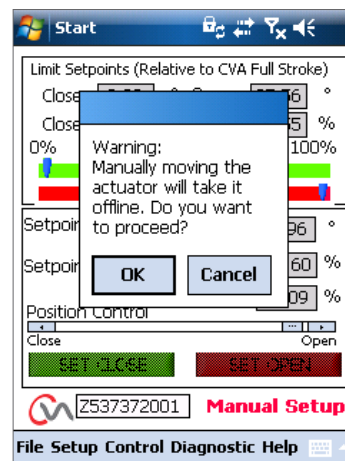 Start
Limit Setpoints (Relative to CVA Full Stroke)
Close
66 °
Close
%
0%
100%
Warning:
Manually moving the
actuator will take it
offline. Do you want
to proceed?
OK
Cancel
96 °
60 %
09 %
Position Control
Close
Open
SET CLOSE
SET OPEN
CVA
Z537372001
Manual Setup
File Setup Control Diagnostic Help